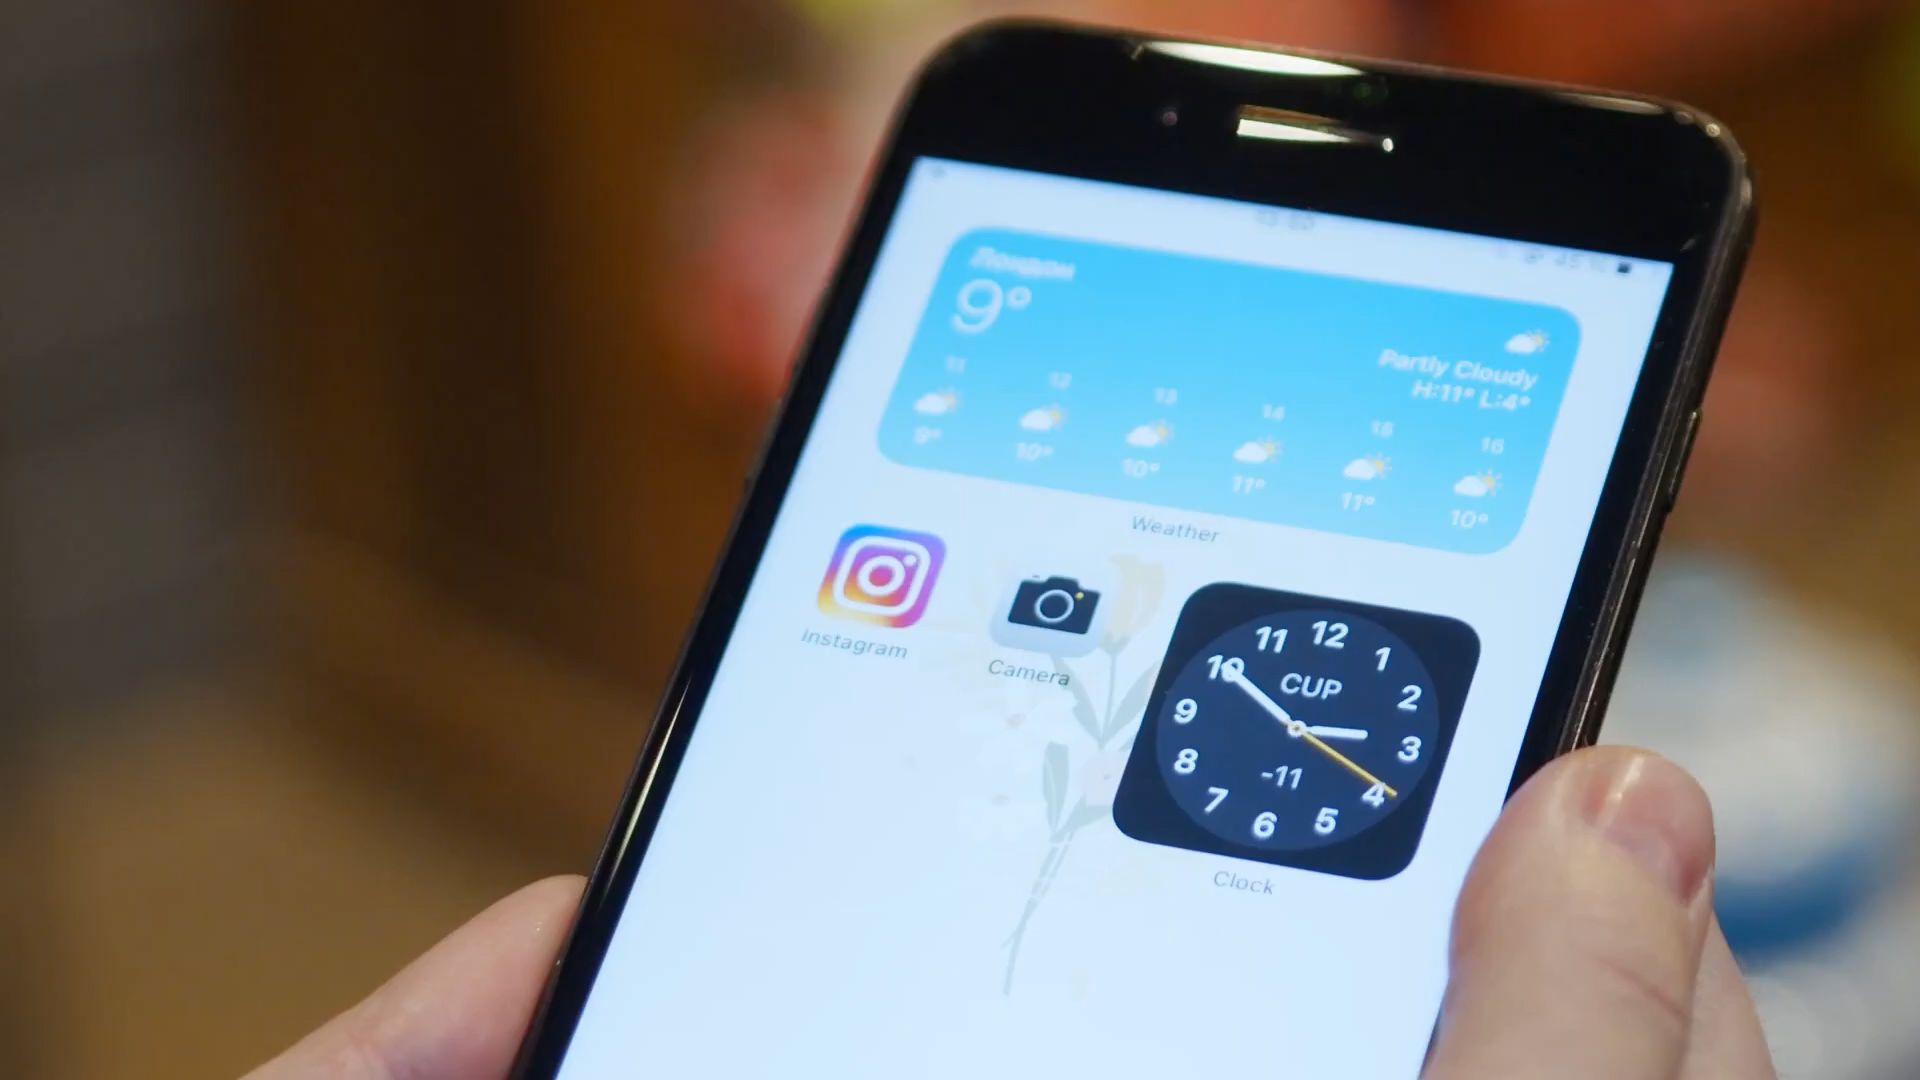 Лондон
9°
Partly Cloudy
H:11° L:4°
11 12 13 14 15 16
9° 10° 10° 11° 11° 10°
Weather
Instagram
Camera
12
11 1
10 2
CUP
9 3
8 4
-11
7 5
6
Clock